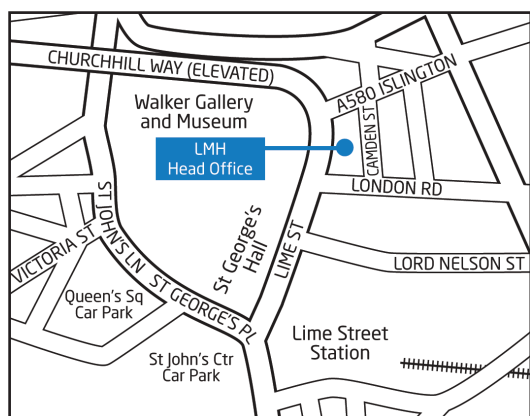 CHURCHHILL WAY (ELEVATED)
A580 ISLINGTON
Walker Gallery
and Museum
LMH
Head Office
CAMDEN ST
LONDON RD
ST JOHN'S LN
VICTORIA ST
St George's
Hall
LIME ST
LORD NELSON ST
Queen's Sq
Car Park
ST GEORGE'S PL
Lime Street
Station
St John's Ctr
Car Park